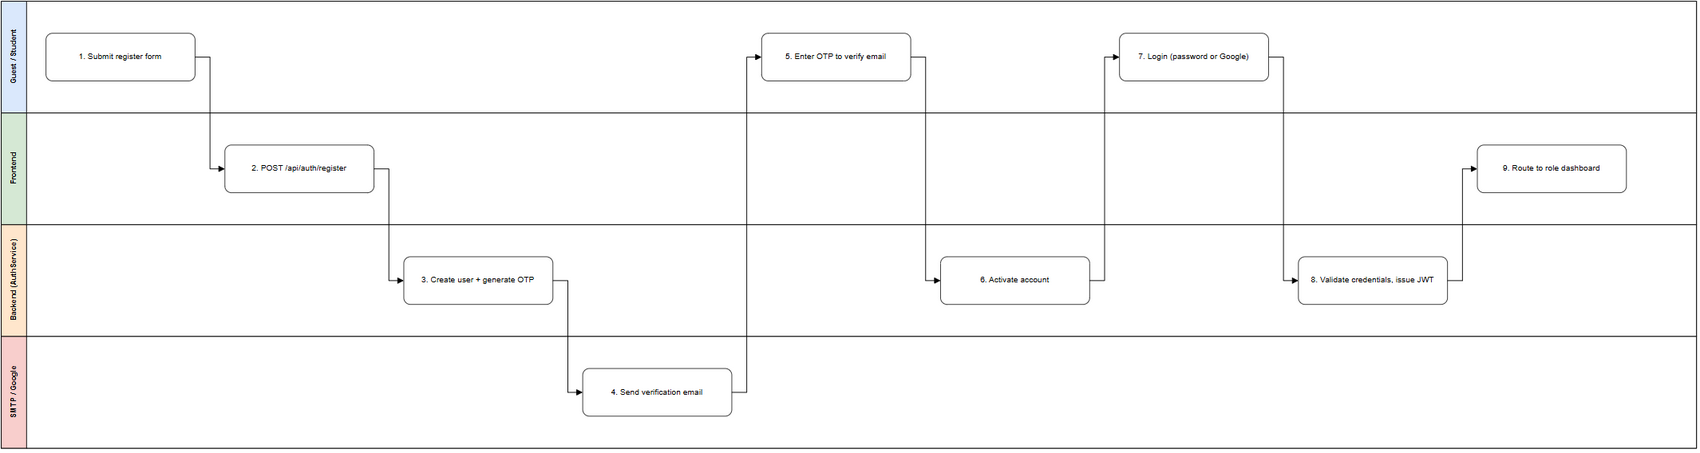 Guest / Student
1. Submit register form
5. Enter OTP to verify email
7. Login (password or Google)
Frontend
2. POST /api/auth/register
9. Route to role dashboard
Backend (AuthService)
3. Create user + generate OTP
6. Activate account
8. Validate credentials, issue JWT
SMTP / Google
4. Send verification email